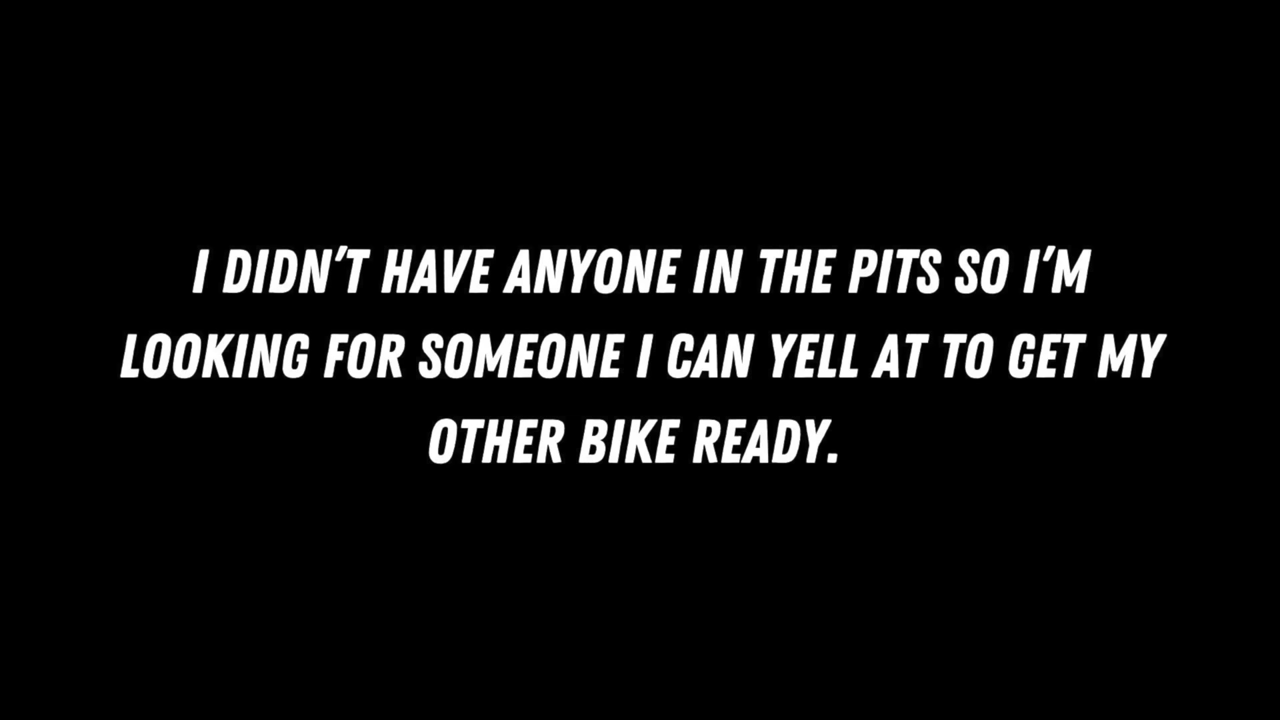 I DIDN'T HAVE ANYONE IN THE PITS SO I'M
LOOKING FOR SOMEONE I CAN YELL AT TO GET MY
OTHER BIKE READY.